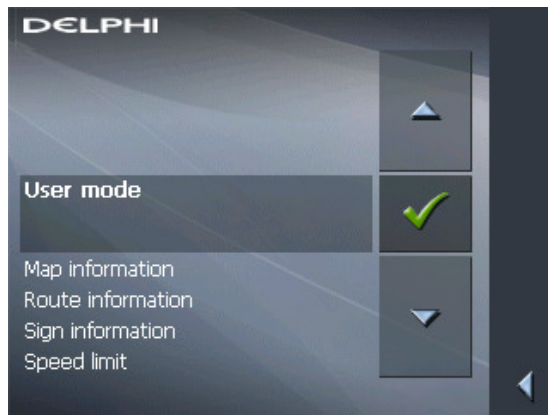 DELPHI
User mode
Map information
Route information
Sign information
Speed limit